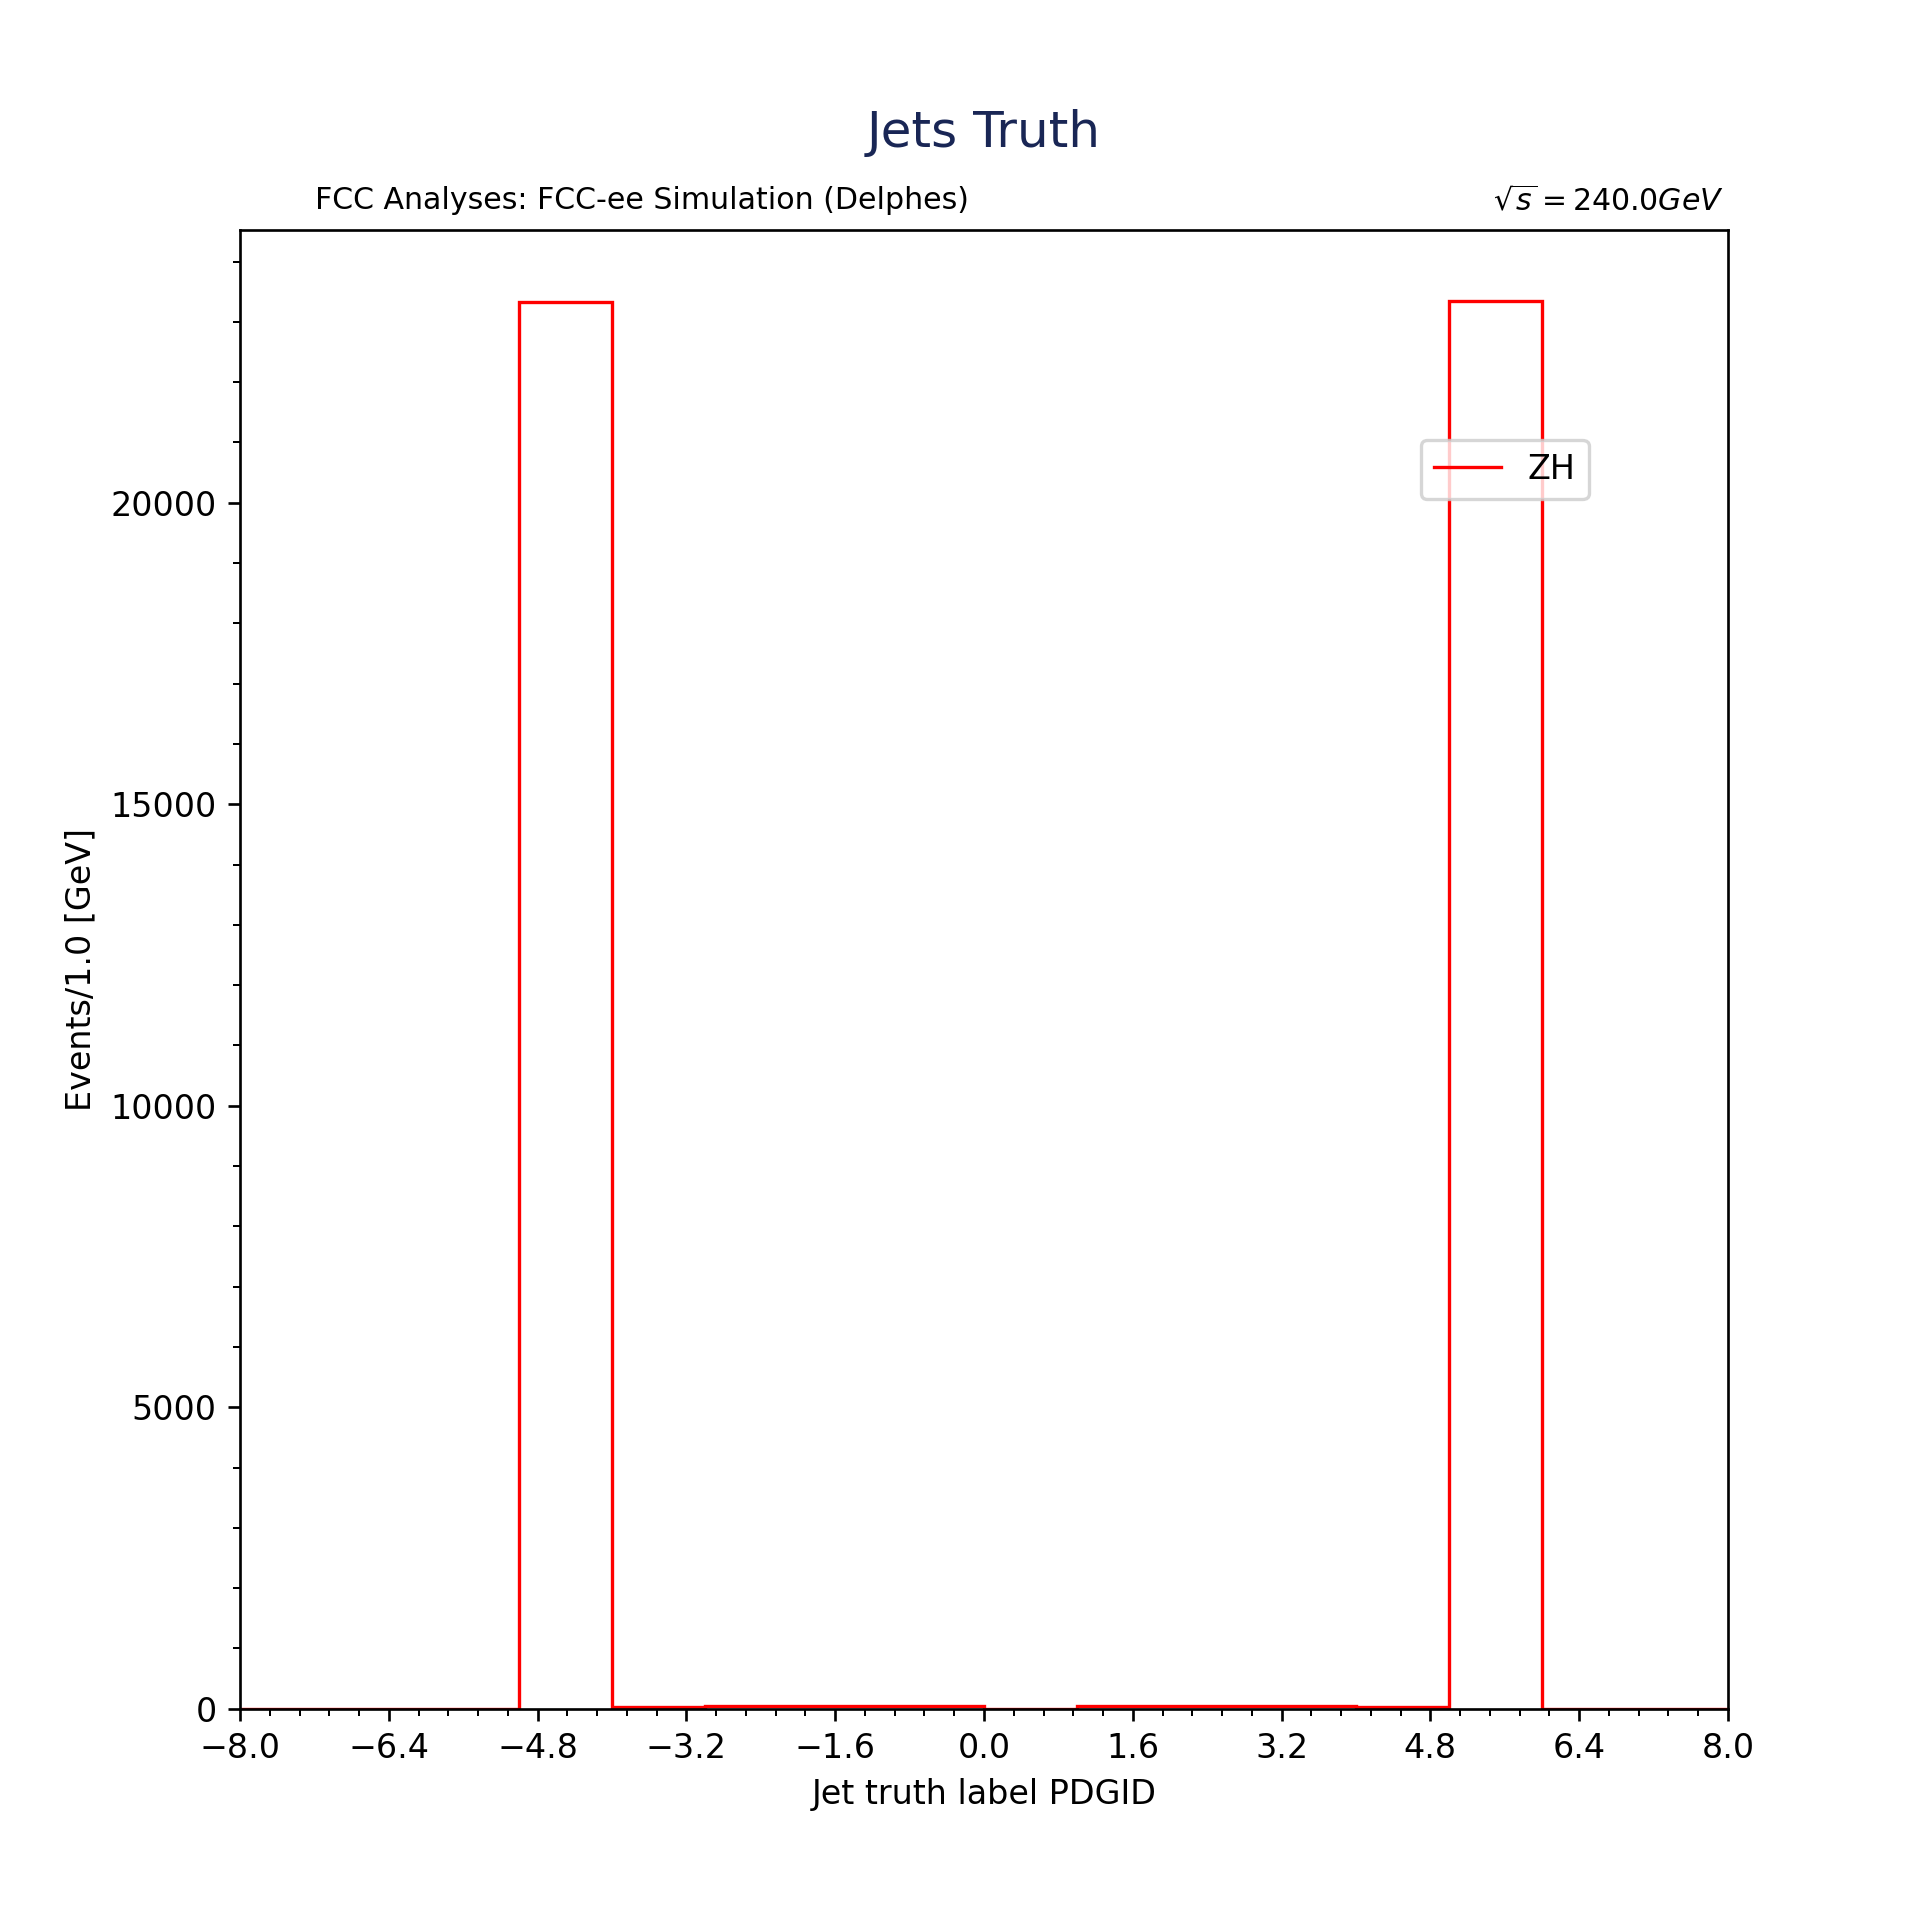 Jets Truth
FCC Analyses: FCC-ee Simulation (Delphes)
√s = 240.0GeV
ZH
20000
15000
10000
5000
0
Events/1.0 [GeV]
−8.0 −6.4 −4.8 −3.2 −1.6 0.0 1.6 3.2 4.8 6.4 8.0
Jet truth label PDGID